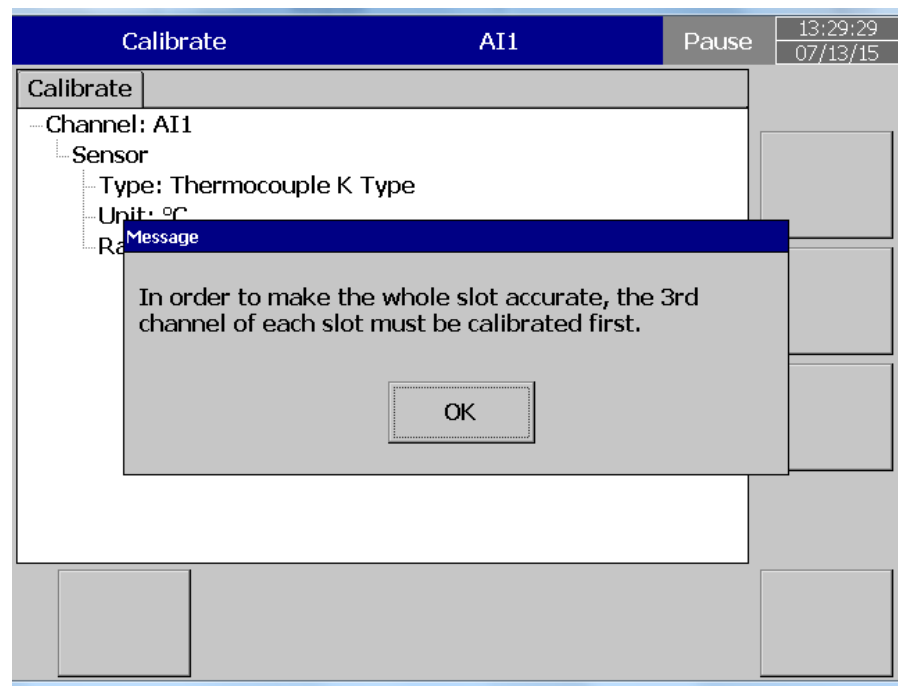 Calibrate AI1 Pause 13:29:29
07/13/15
Calibrate
Channel: AI1
Sensor
Type: Thermocouple K Type
Unit: °C
Ra
Message
In order to make the whole slot accurate, the 3rd
channel of each slot must be calibrated first.
OK